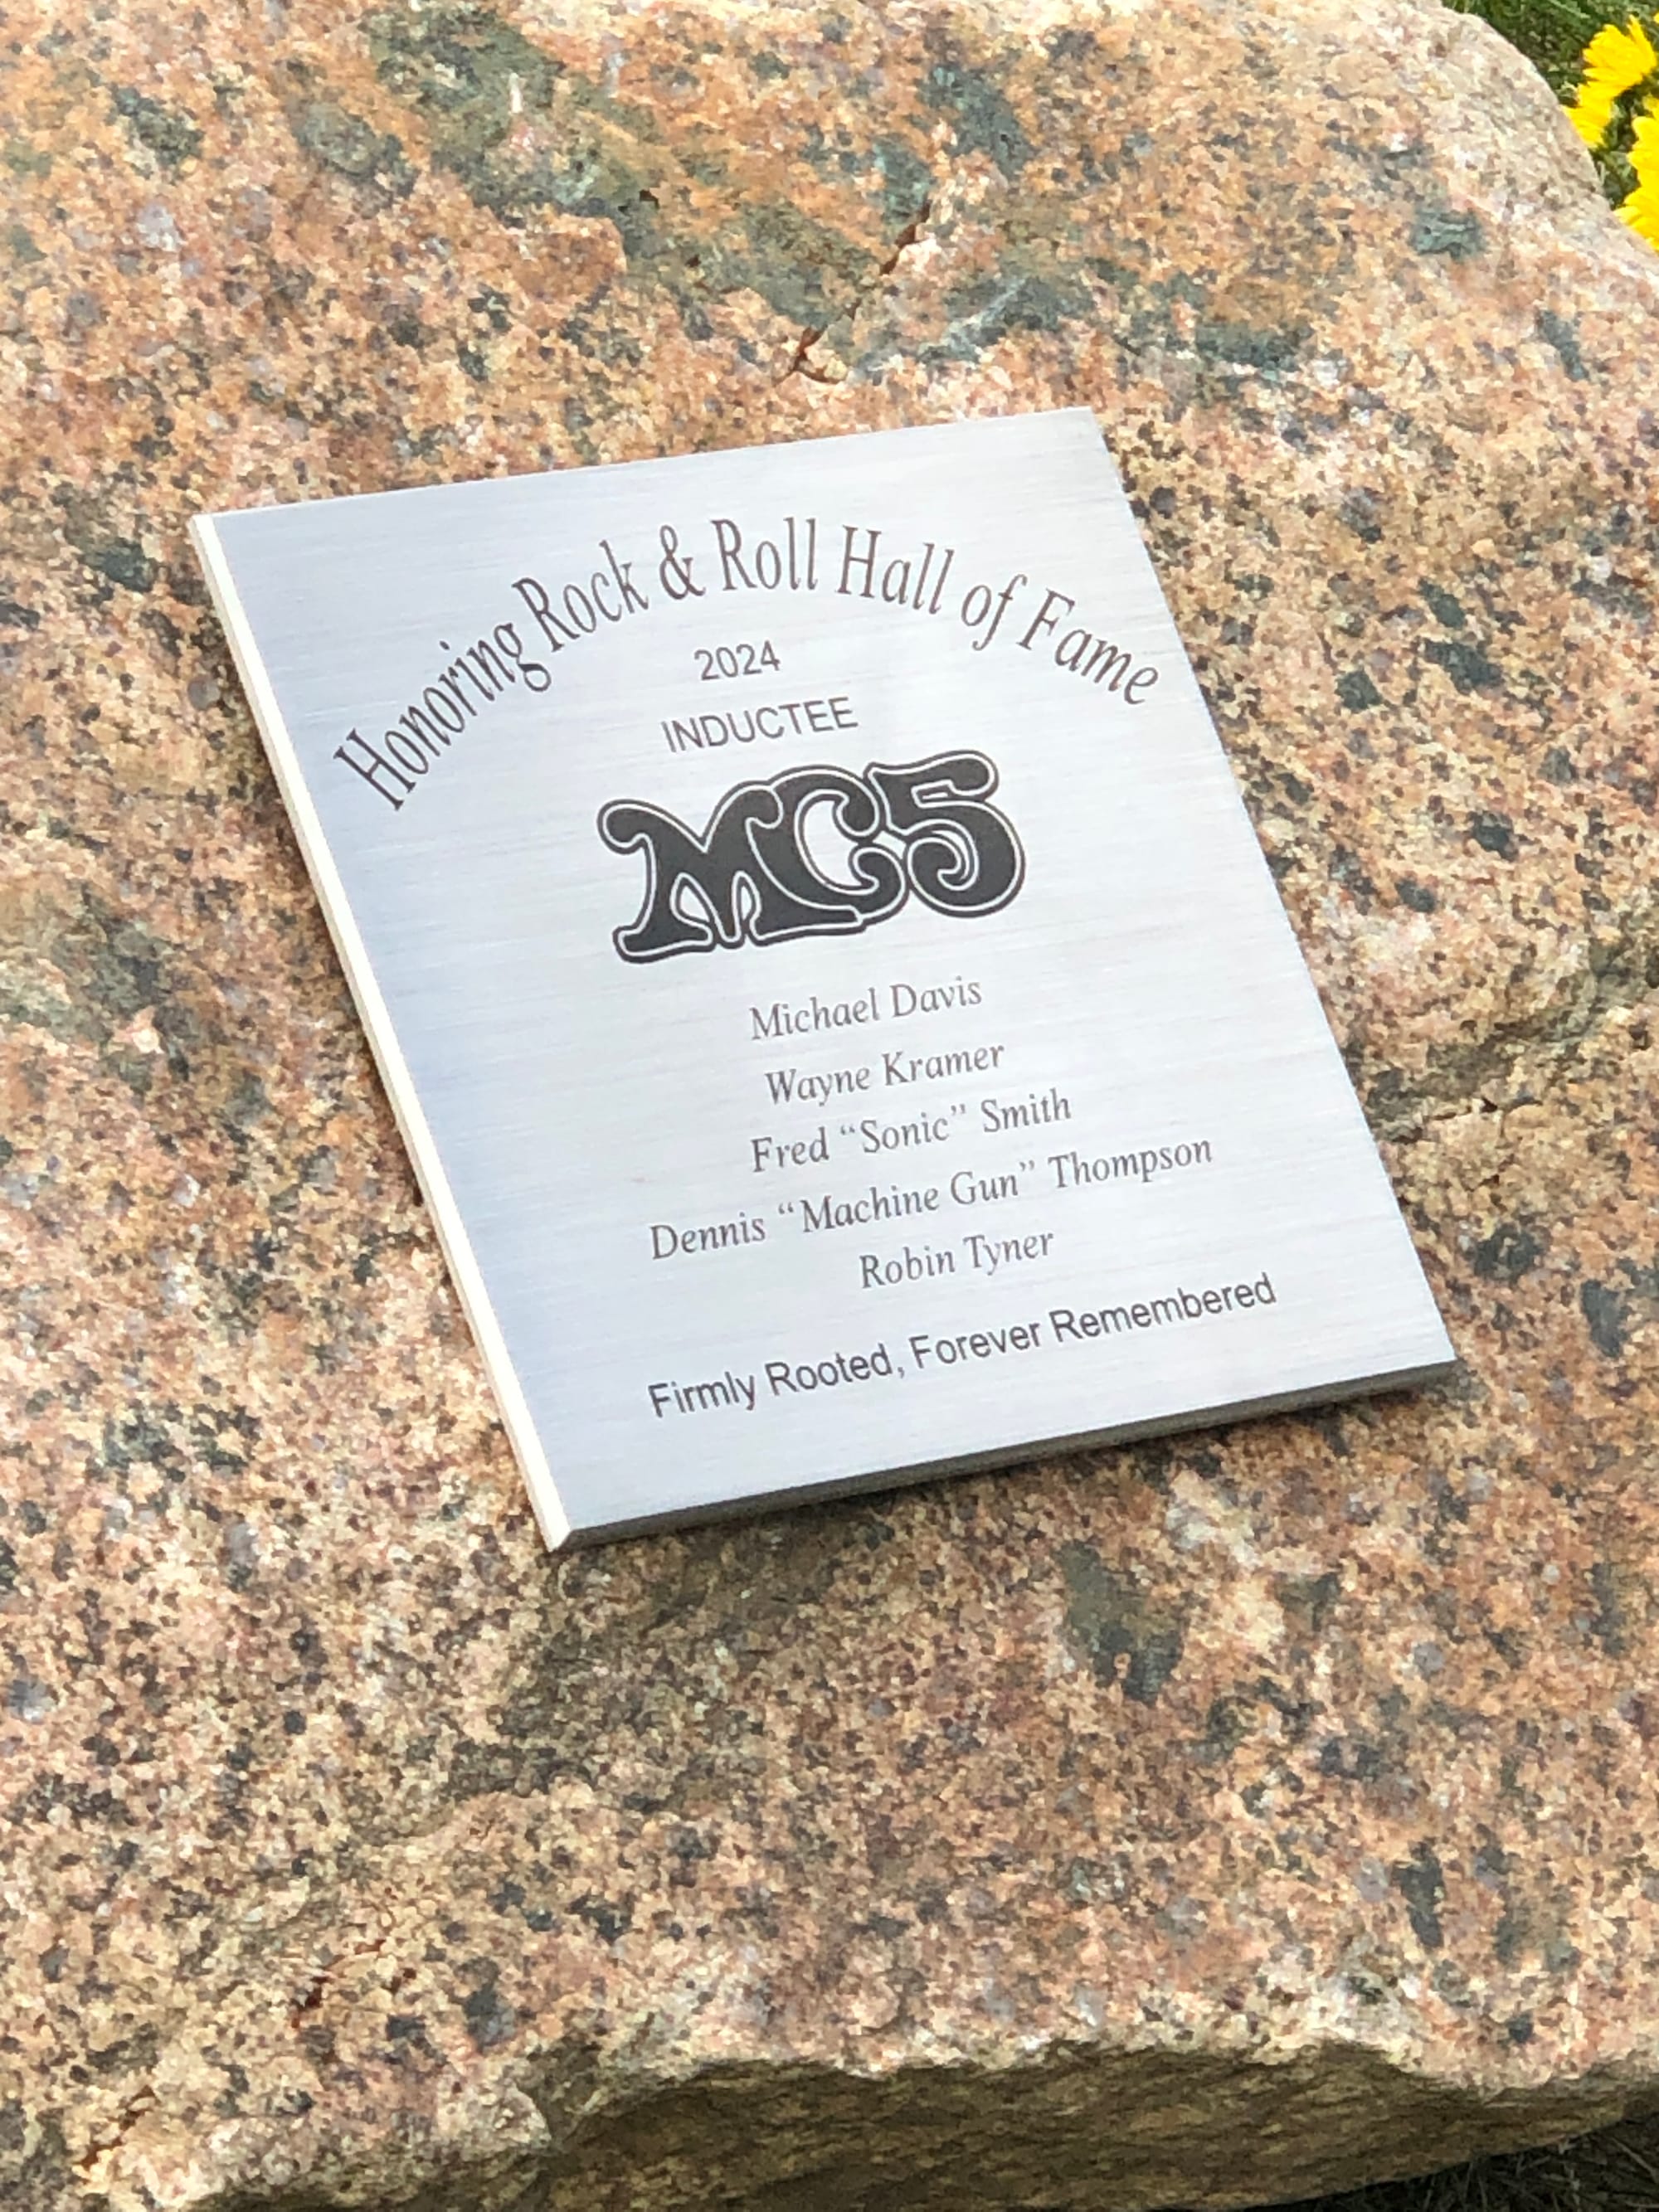 Honoring Rock & Roll Hall of Fame
2024
INDUCTEE
MC5
Michael Davis
Wayne Kramer
Fred “Sonic” Smith
Dennis “Machine Gun” Thompson
Robin Tyner
Firmly Rooted, Forever Remembered